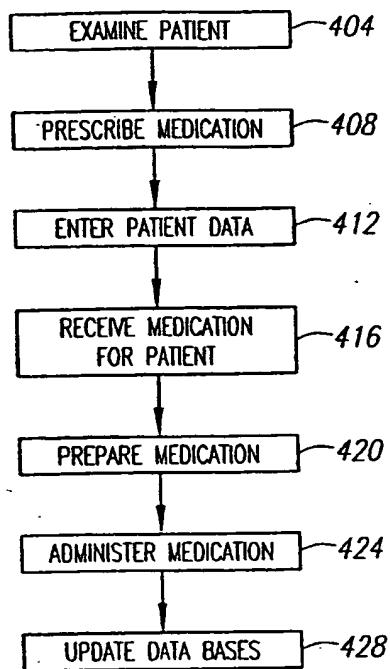 EXAMINE PATIENT 404
PRESCRIBE MEDICATION 408
ENTER PATIENT DATA 412
RECEIVE MEDICATION
FOR PATIENT 416
PREPARE MEDICATION 420
ADMINISTER MEDICATION 424
UPDATE DATA BASES 428